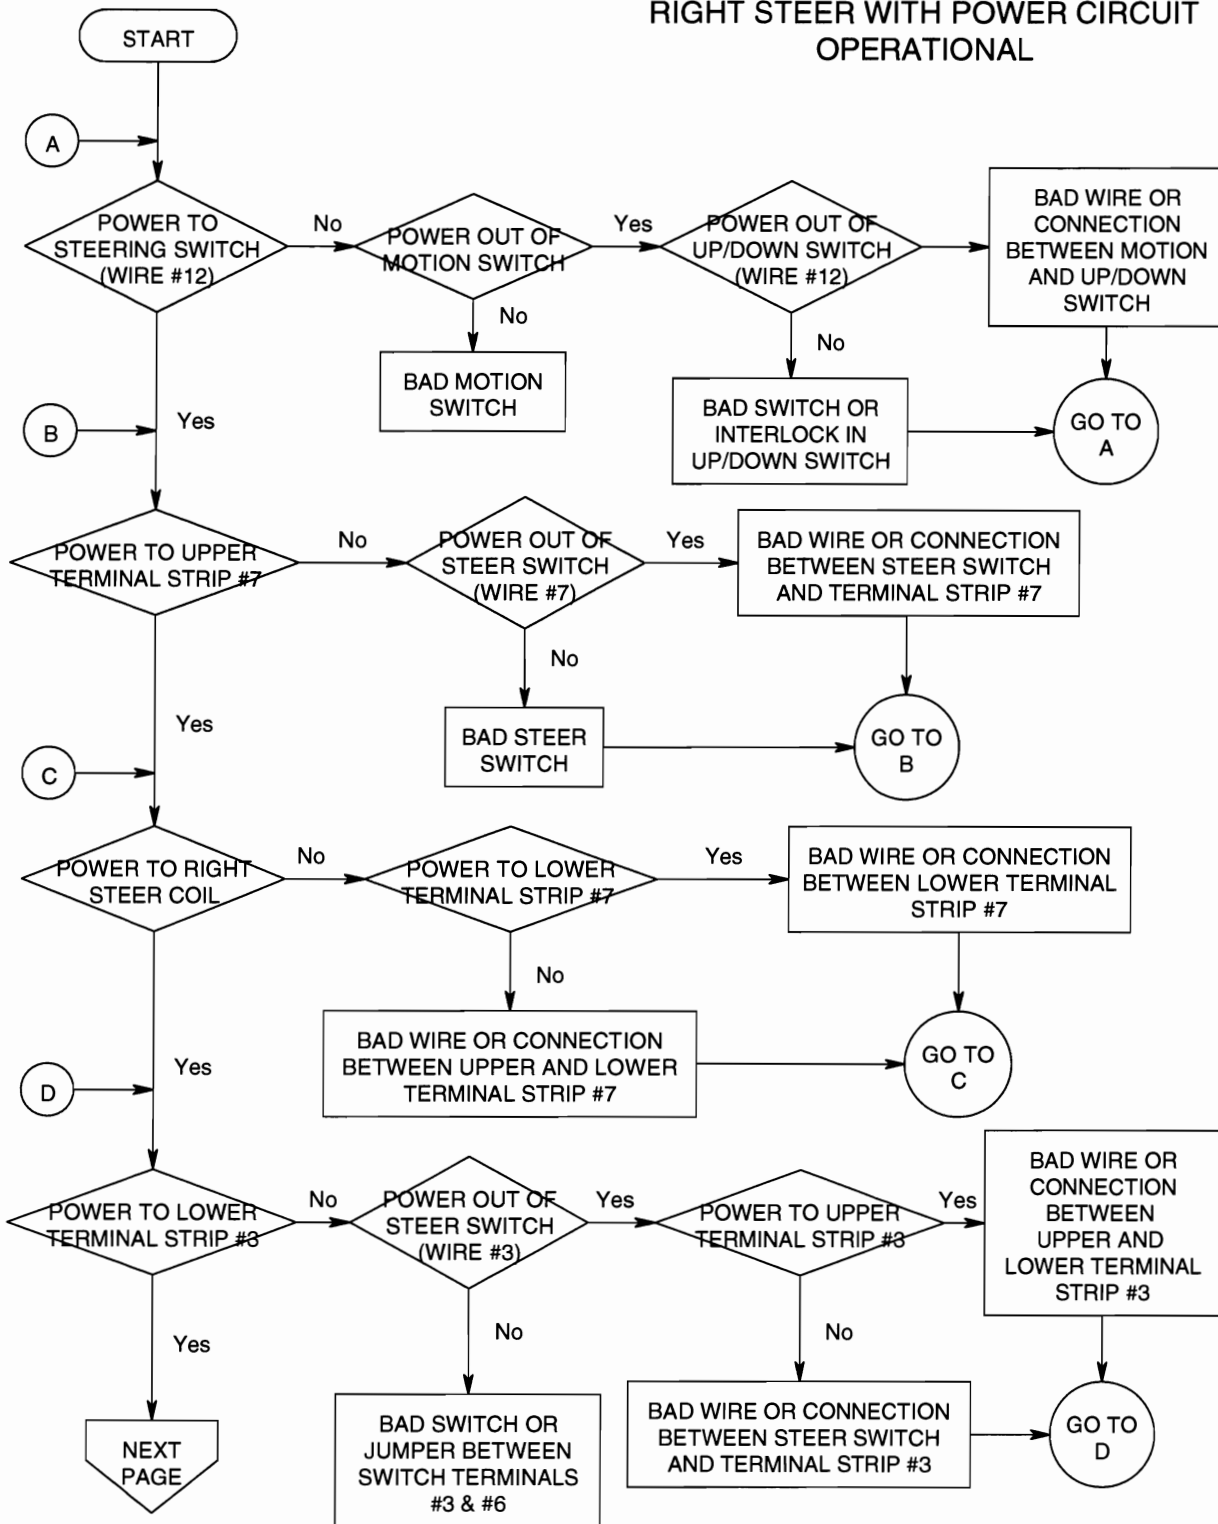 RIGHT STEER WITH POWER CIRCUIT
OPERATIONAL
START
A
POWER TO
STEERING SWITCH
(WIRE #12)
No
POWER OUT OF
MOTION SWITCH
Yes
POWER OUT OF
UP/DOWN SWITCH
(WIRE #12)
BAD WIRE OR
CONNECTION
BETWEEN MOTION
AND UP/DOWN
SWITCH
No
BAD MOTION
SWITCH
No
BAD SWITCH OR
INTERLOCK IN
UP/DOWN SWITCH
GO TO
A
Yes
B
POWER TO UPPER
TERMINAL STRIP #7
No
POWER OUT OF
STEER SWITCH
(WIRE #7)
Yes
BAD WIRE OR CONNECTION
BETWEEN STEER SWITCH
AND TERMINAL STRIP #7
No
BAD STEER
SWITCH
GO TO
B
Yes
C
POWER TO RIGHT
STEER COIL
No
POWER TO LOWER
TERMINAL STRIP #7
Yes
BAD WIRE OR CONNECTION
BETWEEN LOWER TERMINAL
STRIP #7
No
BAD WIRE OR CONNECTION
BETWEEN UPPER AND LOWER
TERMINAL STRIP #7
GO TO
C
Yes
D
POWER TO LOWER
TERMINAL STRIP #3
No
POWER OUT OF
STEER SWITCH
(WIRE #3)
Yes
POWER TO UPPER
TERMINAL STRIP #3
Yes
BAD WIRE OR
CONNECTION
BETWEEN
UPPER AND
LOWER TERMINAL
STRIP #3
No
BAD SWITCH OR
JUMPER BETWEEN
SWITCH TERMINALS
#3 & #6
No
BAD WIRE OR CONNECTION
BETWEEN STEER SWITCH
AND TERMINAL STRIP #3
GO TO
D
Yes
NEXT
PAGE